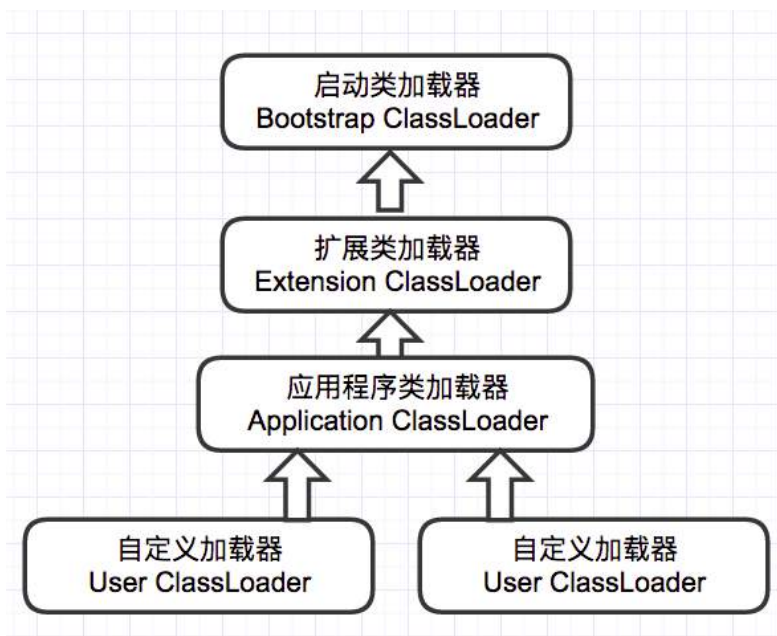 启动类加载器
Bootstrap ClassLoader
扩展类加载器
Extension ClassLoader
应用程序类加载器
Application ClassLoader
自定义加载器
User ClassLoader
自定义加载器
User ClassLoader